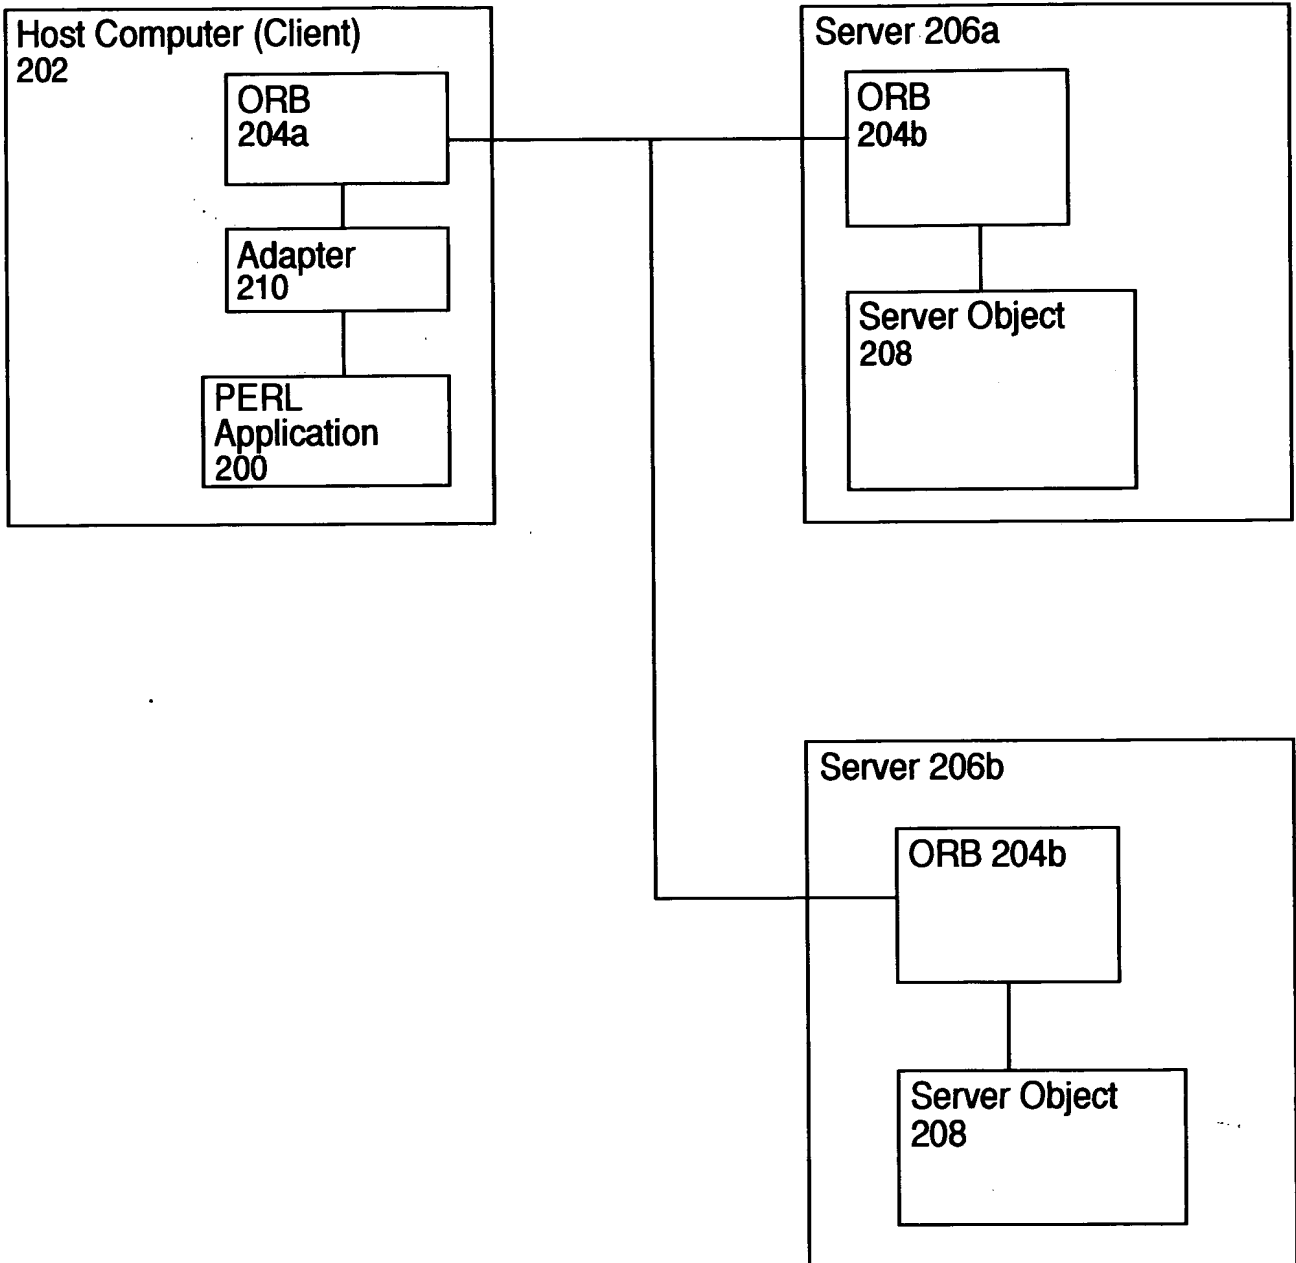 Host Computer (Client)
202
ORB
204a
Adapter
210
PERL
Application
200
Server 206a
ORB
204b
Server Object
208
Server 206b
ORB 204b
Server Object
208